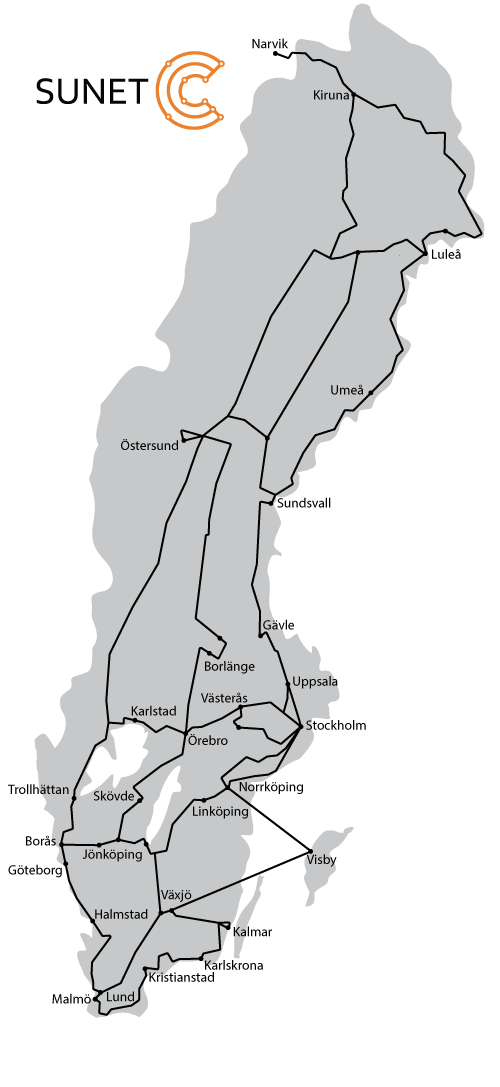 Narvik
SUNET
Kiruna
Luleå
Umeå
Östersund
Sundsvall
Gävle
Borlänge
Uppsala
Västerås
Karlstad
Stockholm
Örebro
Norrköping
Trollhättan
Skövde
Linköping
Borås
Jönköping
Visby
Göteborg
Växjö
Halmstad
Kalmar
Karlskrona
Kristianstad
Malmö
Lund